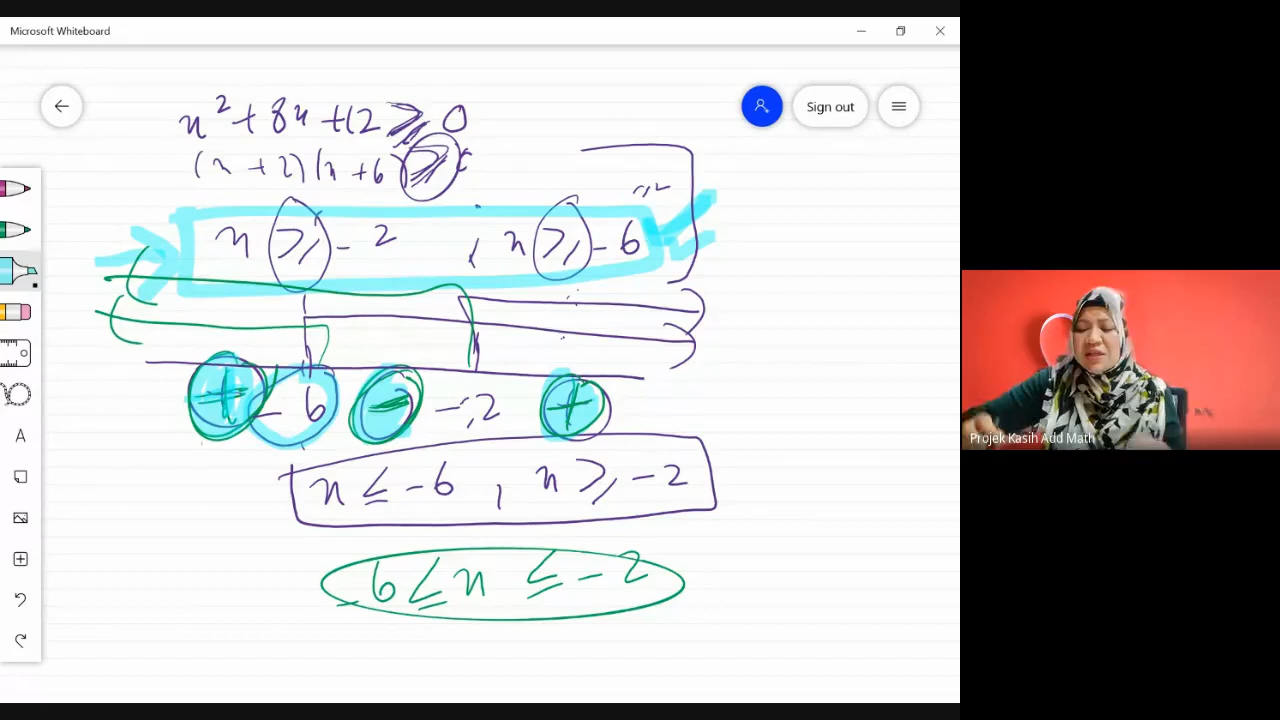 Microsoft Whiteboard
Sign out
x² + 8x + 12 ≥ 0
(x + 2)(x + 6) ≥
-2
x ≥ -2 , x ≥ -6
+ -6 - -2 +
x ≤ -6 , x ≥ -2
-6 ≤ x ≤ -2
A
Projek Kasih Add Math